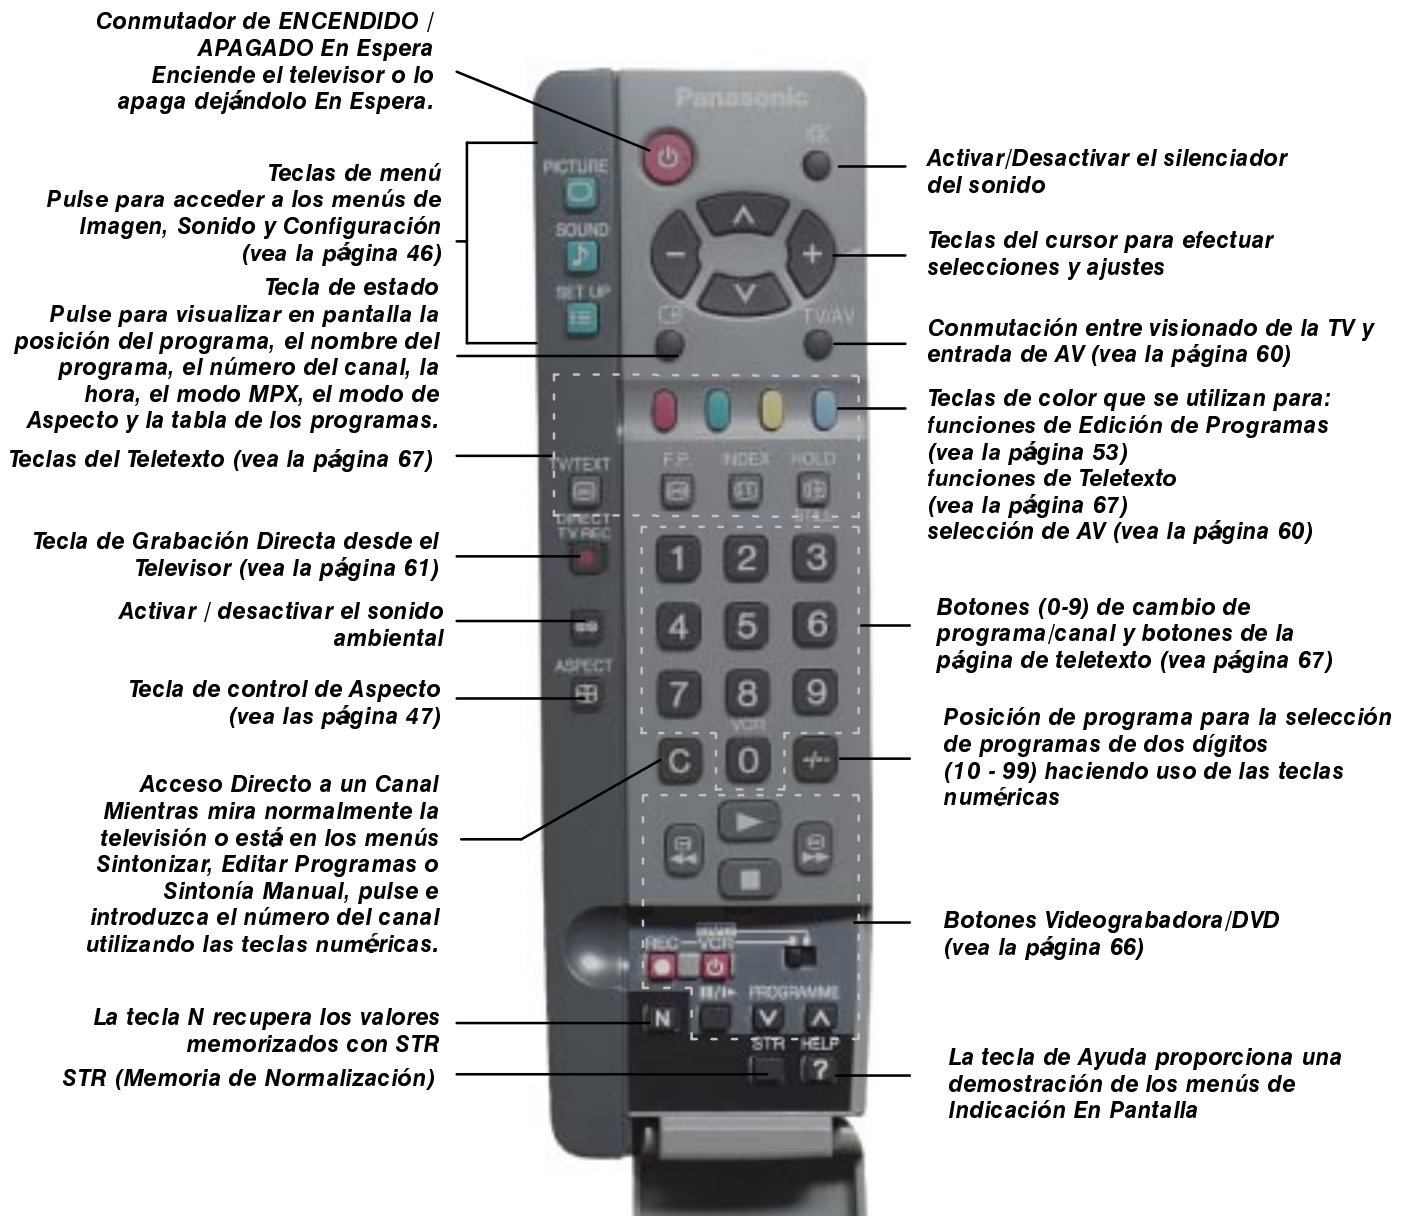 Conmutador de ENCENDIDO /
APAGADO En Espera
Enciende el televisor o lo
apaga dejándolo En Espera.
Teclas de menú
Pulse para acceder a los menús de
Imagen, Sonido y Configuración
(vea la página 46)
Tecla de estado
Pulse para visualizar en pantalla la
posición del programa, el nombre del
programa, el número del canal, la
hora, el modo MPX, el modo de
Aspecto y la tabla de los programas.
Teclas del Teletexto (vea la página 67)
Tecla de Grabación Directa desde el
Televisor (vea la página 61)
Activar / desactivar el sonido
ambiental
Tecla de control de Aspecto
(vea las página 47)
Acceso Directo a un Canal
Mientras mira normalmente la
televisión o está en los menús
Sintonizar, Editar Programas o
Sintonía Manual, pulse e
introduzca el número del canal
utilizando las teclas numéricas.
La tecla N recupera los valores
memorizados con STR
STR (Memoria de Normalización)
Panasonic
PICTURE
SOUND
SET UP
TV/AV
TV/TEXT
F.P.
INDEX
HOLD
DIRECT
TV REC
1
2
3
4
5
6
ASPECT
7
8
9
VCR
C
0
-/--
REC
VCR
PROGRAMME
N
STR
HELP
?
Activar/Desactivar el silenciador
del sonido
Teclas del cursor para efectuar
selecciones y ajustes
Conmutación entre visionado de la TV y
entrada de AV (vea la página 60)
Teclas de color que se utilizan para:
funciones de Edición de Programas
(vea la página 53)
funciones de Teletexto
(vea la página 67)
selección de AV (vea la página 60)
Botones (0-9) de cambio de
programa/canal y botones de la
página de teletexto (vea página 67)
Posición de programa para la selección
de programas de dos dígitos
(10 - 99) haciendo uso de las teclas
numéricas
Botones Videograbadora/DVD
(vea la página 66)
La tecla de Ayuda proporciona una
demostración de los menús de
Indicación En Pantalla